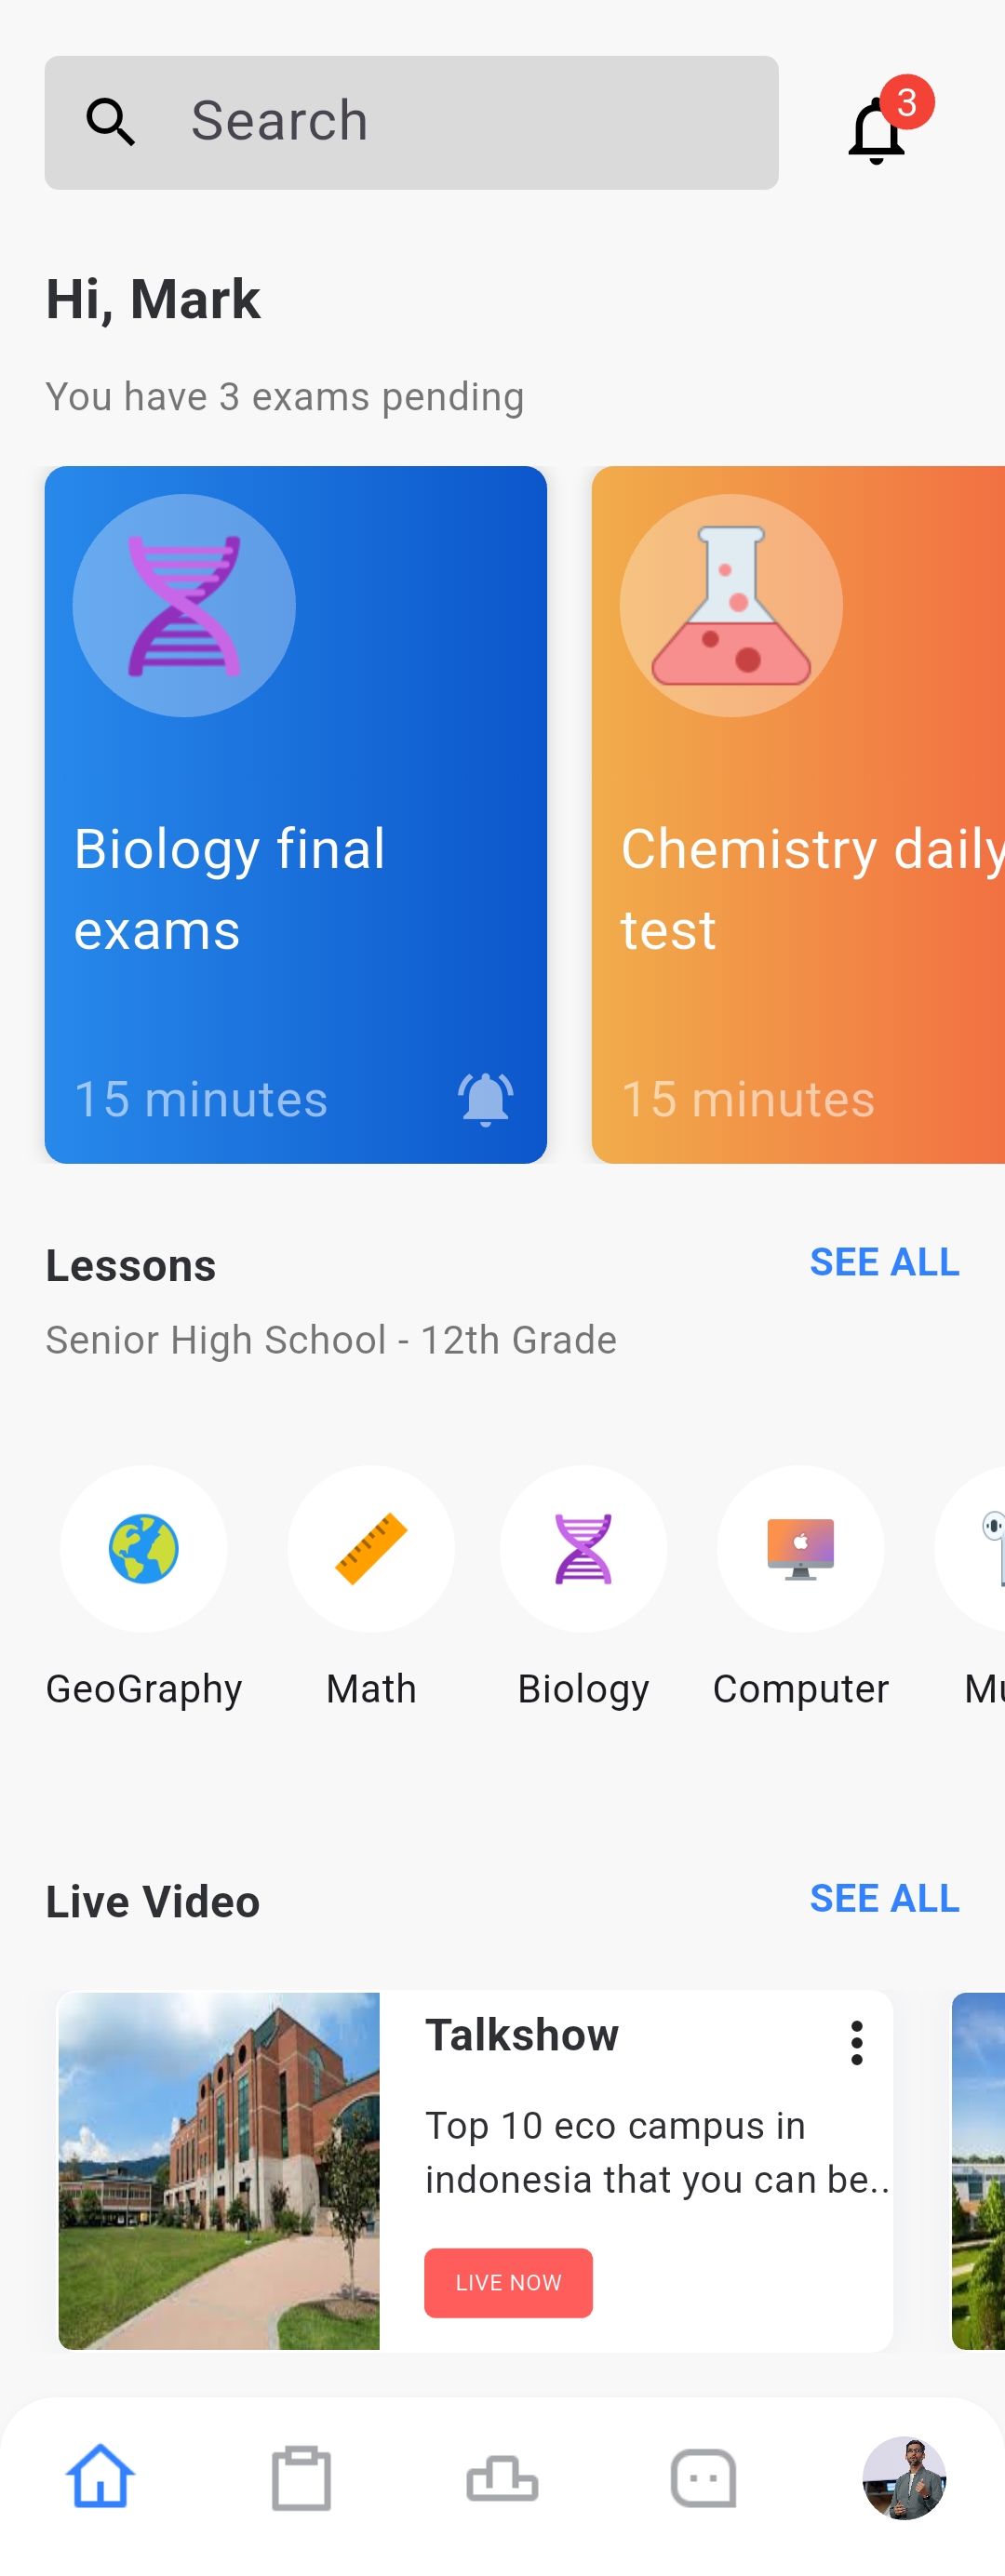 Search
3
Hi, Mark
You have 3 exams pending
Biology final
exams
15 minutes
Chemistry daily
test
15 minutes
Lessons
SEE ALL
Senior High School - 12th Grade
GeoGraphy
Math
Biology
Computer
Mu
Live Video
SEE ALL
Talkshow
Top 10 eco campus in
indonesia that you can be..
LIVE NOW